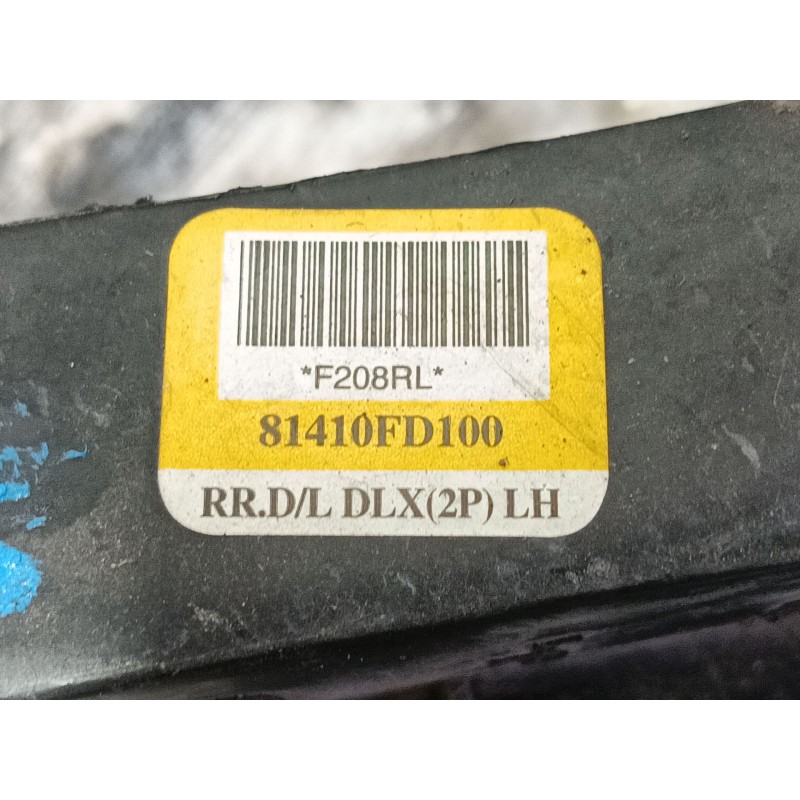 *F208RL*
81410FD100
RR.D/L DLX(2P) LH